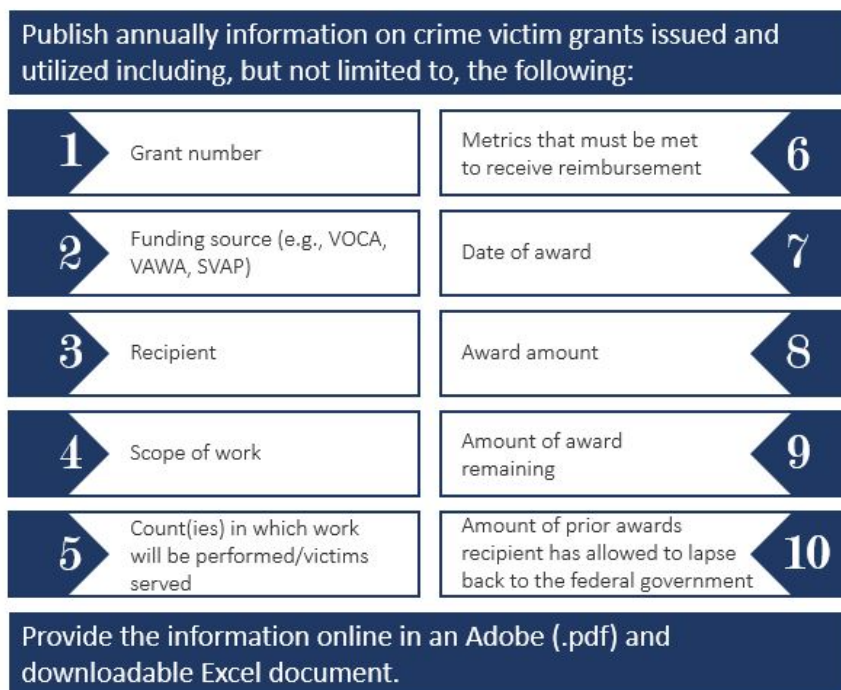 Publish annually information on crime victim grants issued and
utilized including, but not limited to, the following:
1
Grant number
2
Funding source (e.g., VOCA,
VAWA, SVAP)
3
Recipient
4
Scope of work
5
Count(ies) in which work
will be performed/victims
served
Metrics that must be met
to receive reimbursement
6
Date of award
7
Award amount
8
Amount of award
remaining
9
Amount of prior awards
recipient has allowed to lapse
back to the federal government
10
Provide the information online in an Adobe (.pdf) and
downloadable Excel document.